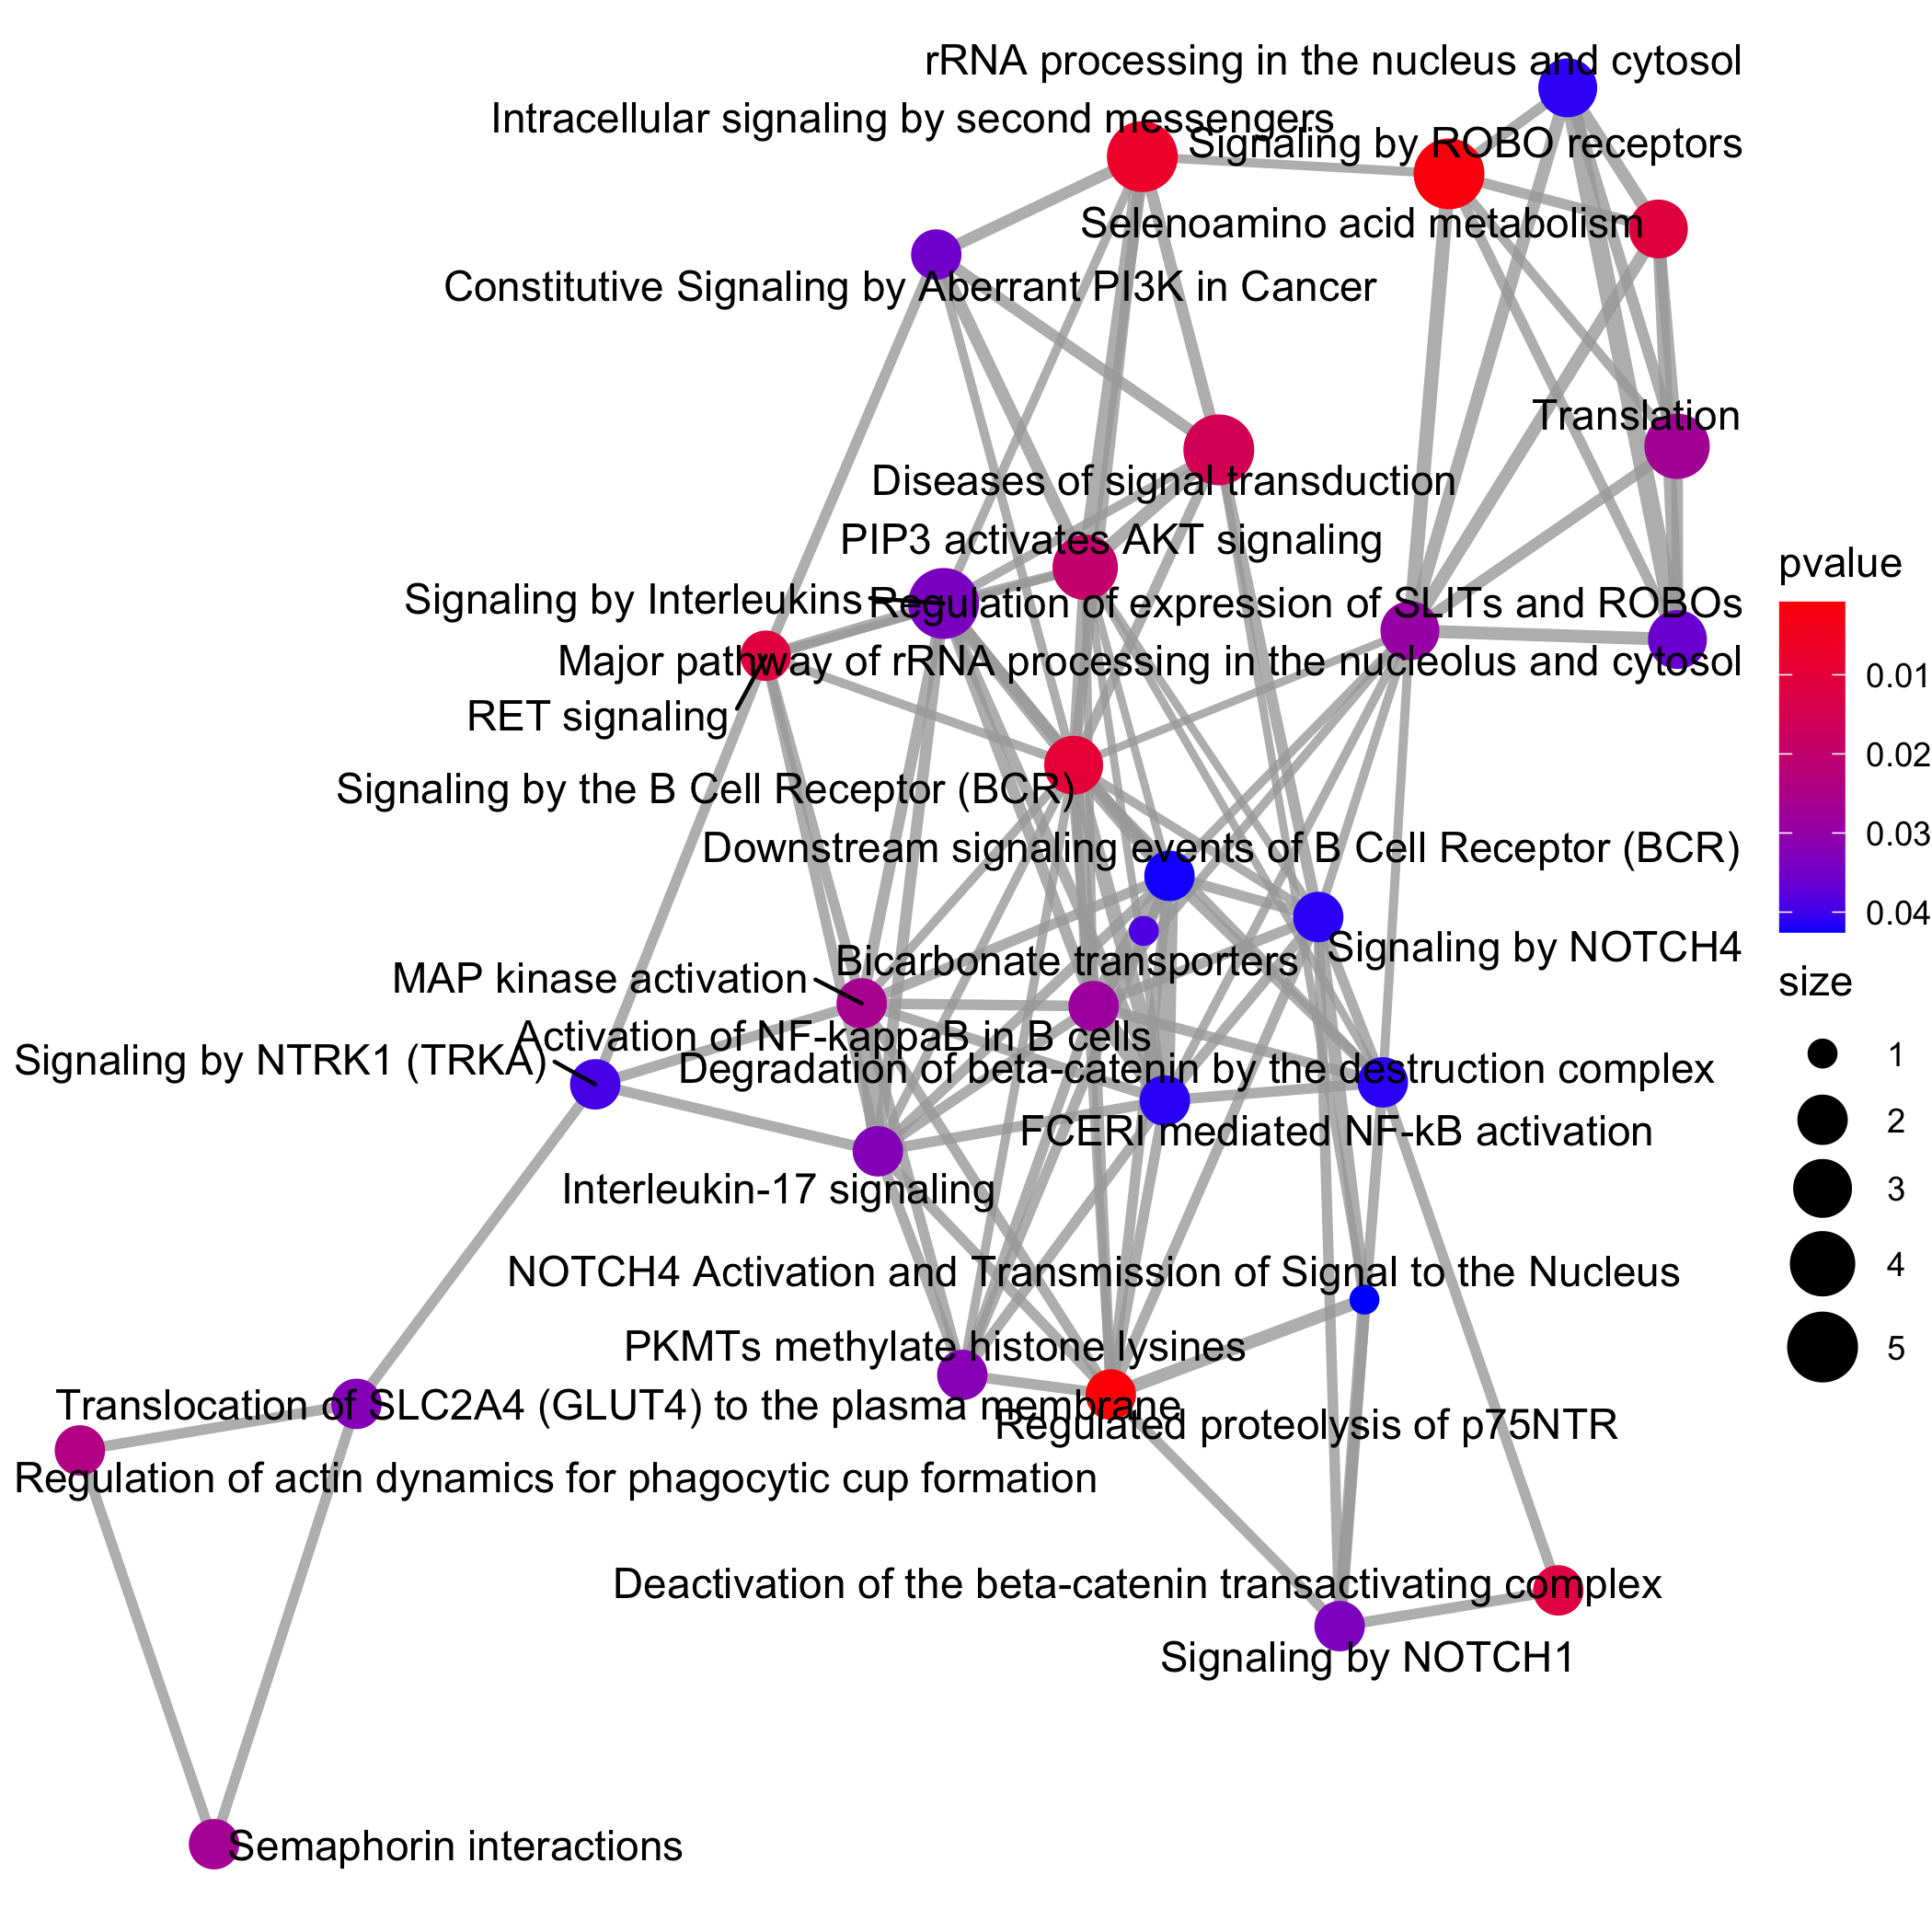 rRNA processing in the nucleus and cytosol
Intracellular signaling by second messengers
Signaling by ROBO receptors
Selenoamino acid metabolism
Constitutive Signaling by Aberrant PI3K in Cancer
Translation
Diseases of signal transduction
PIP3 activates AKT signaling
Signaling by Interleukins
Regulation of expression of SLITs and ROBOs
Major pathway of rRNA processing in the nucleolus and cytosol
RET signaling
Signaling by the B Cell Receptor (BCR)
Downstream signaling events of B Cell Receptor (BCR)
Signaling by NOTCH4
Bicarbonate transporters
MAP kinase activation
Activation of NF-kappaB in B cells
Signaling by NTRK1 (TRKA)
Degradation of beta-catenin by the destruction complex
FCERI mediated NF-kB activation
Interleukin-17 signaling
NOTCH4 Activation and Transmission of Signal to the Nucleus
PKMTs methylate histone lysines
Translocation of SLC2A4 (GLUT4) to the plasma membrane
Regulated proteolysis of p75NTR
Regulation of actin dynamics for phagocytic cup formation
Deactivation of the beta-catenin transactivating complex
Signaling by NOTCH1
Semaphorin interactions
pvalue
0.01
0.02
0.03
0.04
size
1
2
3
4
5